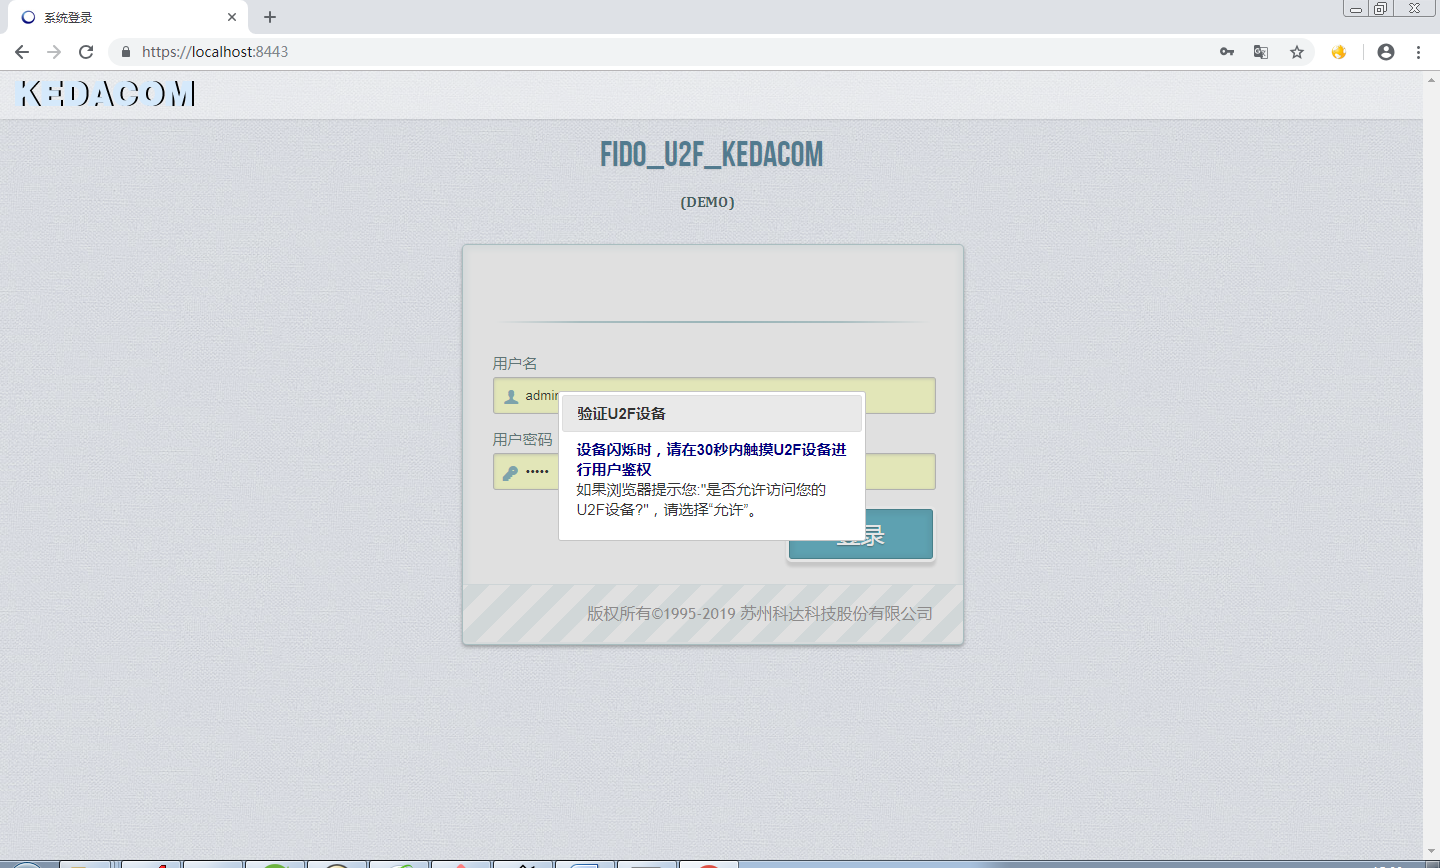 系统登录
https://localhost:8443
KEDACOM
FIDO_U2F_KEDACOM
(DEMO)
用户名
admin
验证U2F设备
用户密码
•••••
设备闪烁时，请在30秒内触摸U2F设备进
行用户鉴权
如果浏览器提示您:"是否允许访问您的
U2F设备?"，请选择“允许”。
登录
版权所有©1995-2019 苏州科达科技股份有限公司